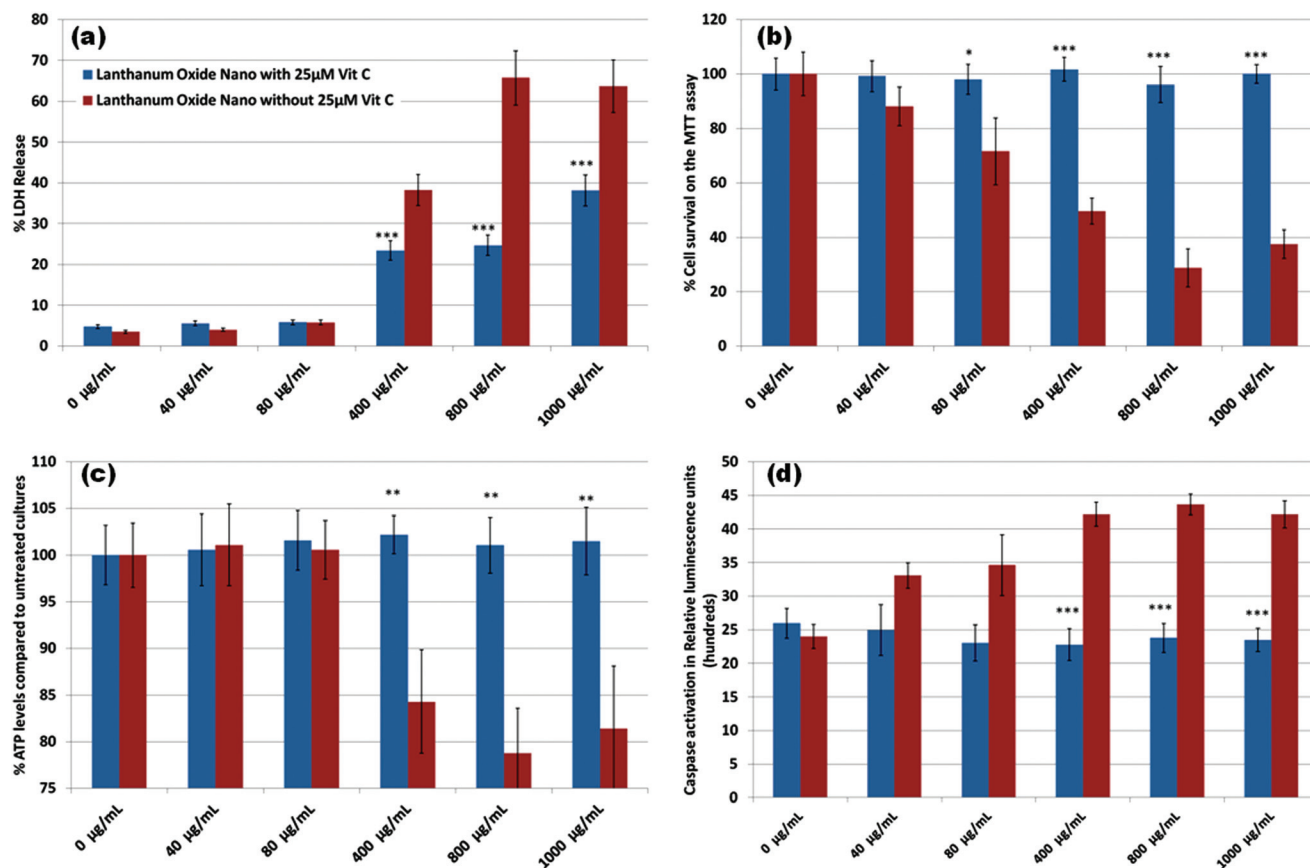 (a)
% LDH Release
80
70
60
50
40
30
20
10
0
Lanthanum Oxide Nano with 25µM Vit C
Lanthanum Oxide Nano without 25µM Vit C
***
***
***
0 µg/mL
40 µg/mL
80 µg/mL
400 µg/mL
800 µg/mL
1000 µg/mL
(b)
% Cell survival on the MTT assay
120
100
80
60
40
20
0
*
***
***
***
0 µg/mL
40 µg/mL
80 µg/mL
400 µg/mL
800 µg/mL
1000 µg/mL
(c)
% ATP levels compared to untreated cultures
110
105
100
95
90
85
80
75
**
**
**
0 µg/mL
40 µg/mL
80 µg/mL
400 µg/mL
800 µg/mL
1000 µg/mL
(d)
Caspase activation in Relative luminescence units
(hundreds)
50
45
40
35
30
25
20
15
10
5
0
***
***
***
0 µg/mL
40 µg/mL
80 µg/mL
400 µg/mL
800 µg/mL
1000 µg/mL